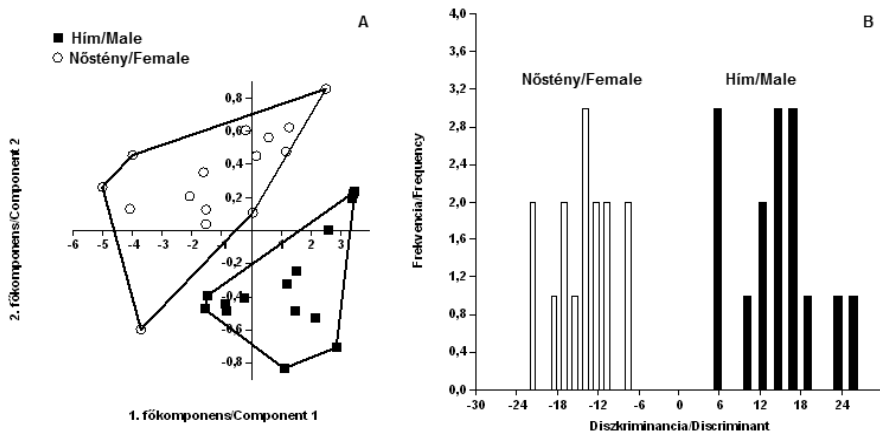 A
Hím/Male
Nőstény/Female
0,8
0,6
0,4
0,2
-6 -5 -4 -3 -2 -1 1 2 3
-0,2
-0,4
-0,6
-0,8
2. főkomponens/Component 2
1. főkomponens/Component 1
B
4,0
3,6
3,2
2,8
2,4
2,0
1,6
1,2
0,8
0,4
0,0
Nőstény/Female Hím/Male
Frekvencia/Frequency
-30 -24 -18 -12 -6 0 6 12 18 24
Diszkriminancia/Discriminant